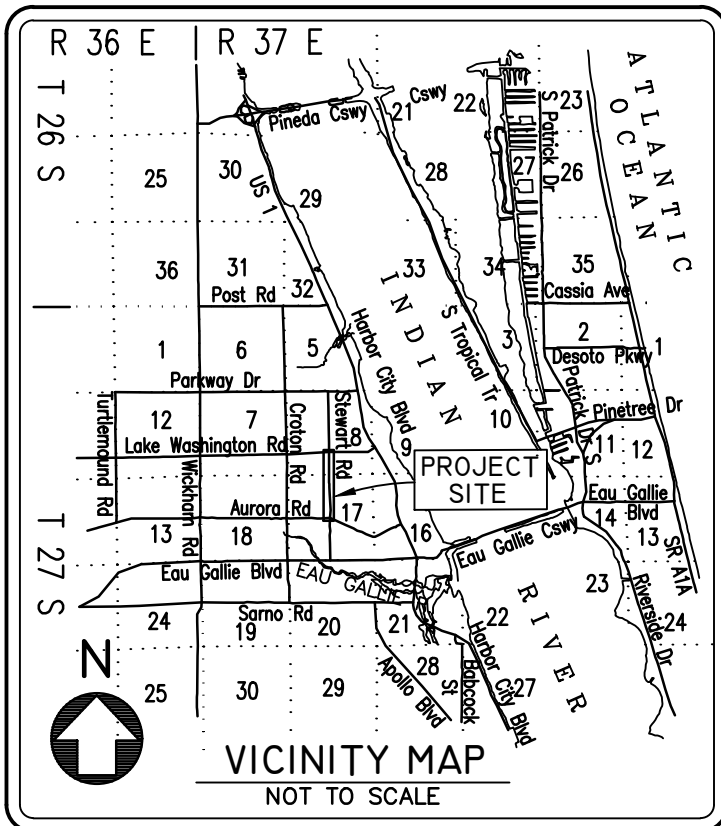 R 36 E R 37 E
T 26 S
ATLANTIC
OCEAN
Pineda Cswy
21
Cswy
22
S Patrick Dr
23
25
30
US 1
29
28
27
26
36
31
32
33
34
35
Post Rd
Cassia Ave
INDIAN
RIVER
Harbor City Blvd
S Tropical Tr
1
6
5
3
2
1
Desoto Pkwy
Parkway Dr
Turtlemound Rd
12
7
Croton Rd
Stewart Rd
8
9
10
Patrick Dr S
Pinetree Dr
11
12
Lake Washington Rd
Wickham Rd
PROJECT
SITE
Aurora Rd
17
Eau Gallie
Blvd
T 27 S
13
18
16
14
13
Eau Gallie Cswy
SR A1A
Eau Gallie Blvd
EAU GALLIE
23
Riverside Dr
24
Sarno Rd
24
19
20
21
22
Harbor City Blvd
N
25
30
29
Apollo Blvd
28
Babcock
St
27
VICINITY MAP
NOT TO SCALE